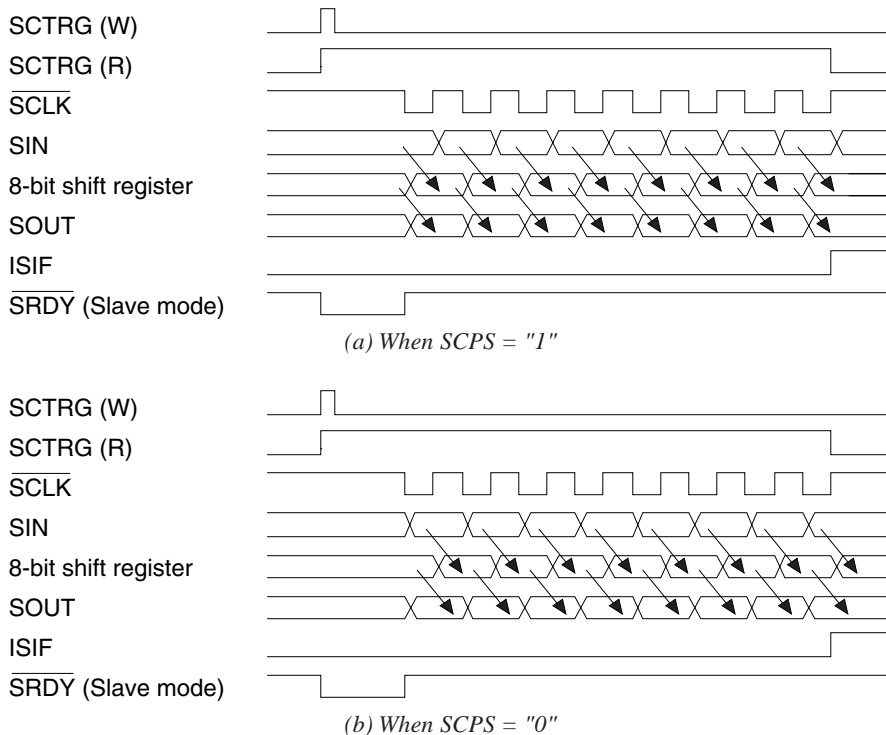 SCTRG (W)
SCTRG (R)
SCLK
SIN
8-bit shift register
SOUT
ISIF
SRDY (Slave mode)
(a) When SCPS = "1"
SCTRG (W)
SCTRG (R)
SCLK
SIN
8-bit shift register
SOUT
ISIF
SRDY (Slave mode)
(b) When SCPS = "0"